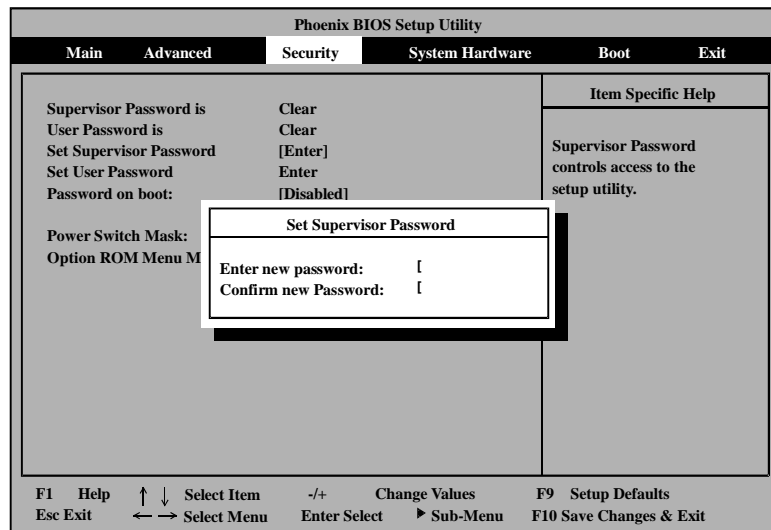 Phoenix BIOS Setup Utility
Main Advanced Security System Hardware Boot Exit
Item Specific Help
Supervisor Password is Clear
User Password is Clear
Set Supervisor Password [Enter]
Set User Password Enter
Password on boot: [Disabled]
Power Switch Mask:
Option ROM Menu M
Supervisor Password
controls access to the
setup utility.
Set Supervisor Password
Enter new password: [
Confirm new Password: [
F1 Help ↑ ↓ Select Item -/+ Change Values F9 Setup Defaults
Esc Exit ← → Select Menu Enter Select ▶ Sub-Menu F10 Save Changes & Exit